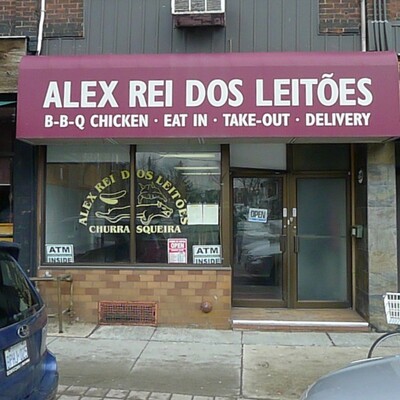 ALEX REI DOS LEITÕES
B-B-Q CHICKEN · EAT IN · TAKE-OUT · DELIVERY
ALEX REI DOS LEITÕES
CHURRASQUEIRA
OPEN
ATM
INSIDE
OPEN
ATM
INSIDE